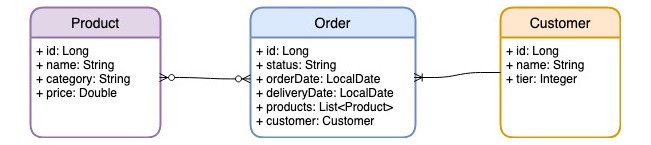 Product
+ id: Long
+ name: String
+ category: String
+ price: Double
Order
+ id: Long
+ status: String
+ orderDate: LocalDate
+ deliveryDate: LocalDate
+ products: List<Product>
+ customer: Customer
Customer
+ id: Long
+ name: String
+ tier: Integer